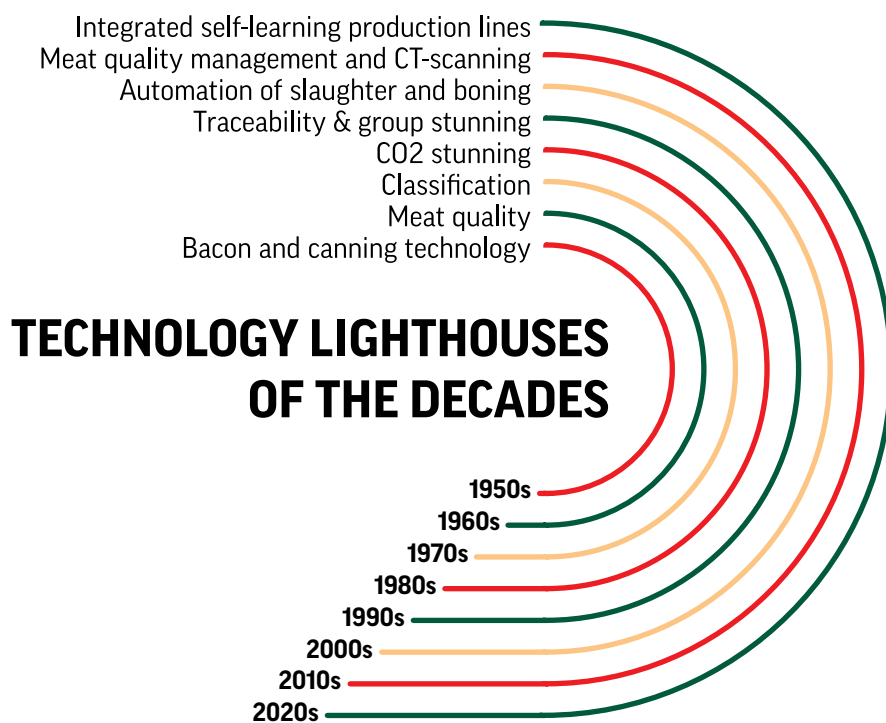 Integrated self-learning production lines
Meat quality management and CT-scanning
Automation of slaughter and boning
Traceability & group stunning
CO2 stunning
Classification
Meat quality
Bacon and canning technology
TECHNOLOGY LIGHTHOUSES
OF THE DECADES
1950s
1960s
1970s
1980s
1990s
2000s
2010s
2020s